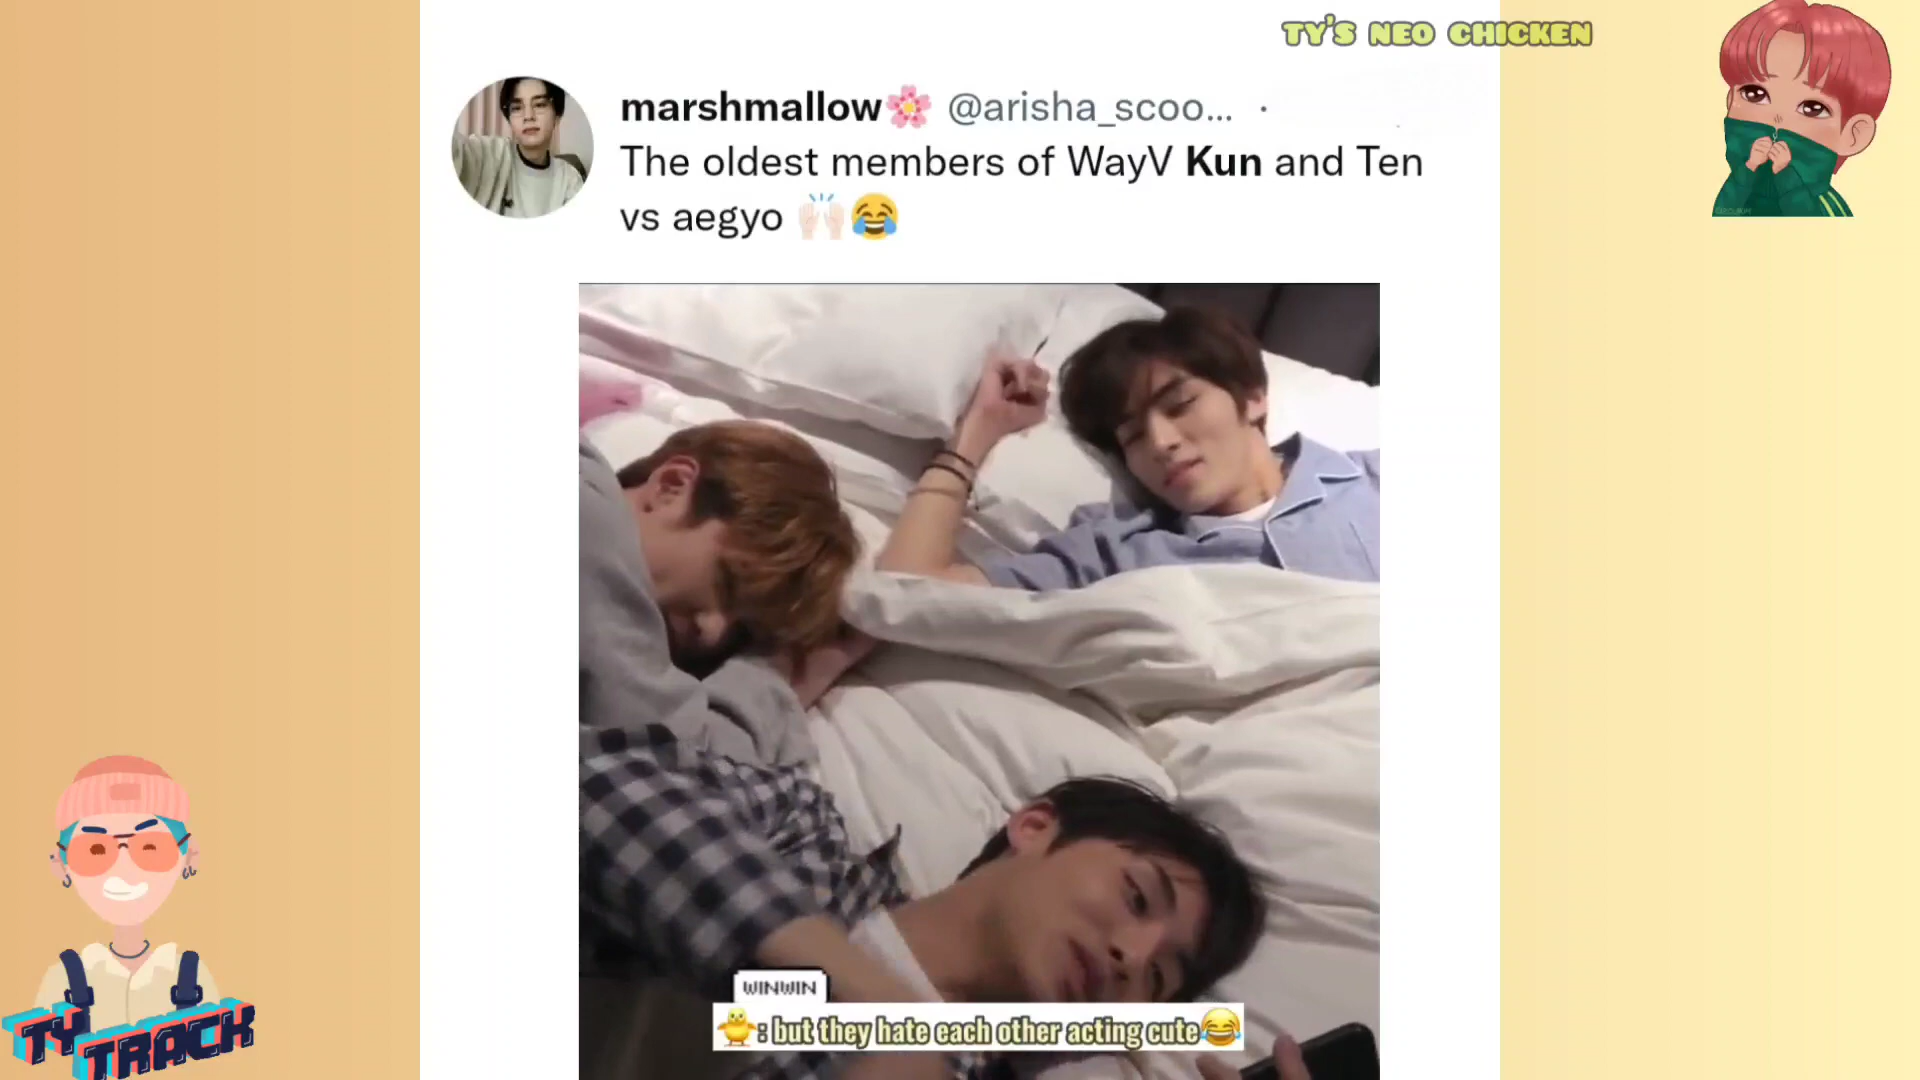 TY'S NEO CHICKEN
marshmallow🌸 @arisha_scoo... ·
The oldest members of WayV Kun and Ten
vs aegyo 🙌🏻😂
WINWIN
🐥: but they hate each other acting cute😂
TY TRACK